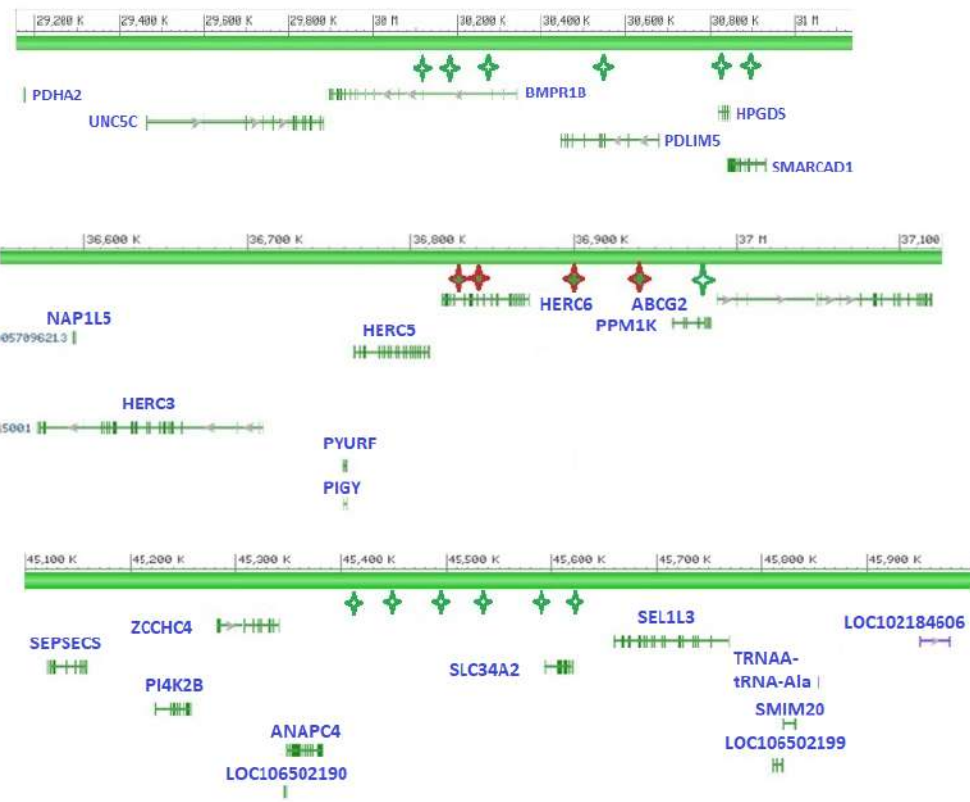 29,200 K 29,400 K 29,600 K 29,800 K 30 M 30,200 K 30,400 K 30,600 K 30,800 K 31 M
PDHA2
BMPR1B
UNC5C
HPGDS
PDLIM5
SMARCAD1
36,600 K 36,700 K 36,800 K 36,900 K 37 M 37,100
HERC6 ABCG2
NAP1L5
PPM1K
HERC5
057096213
HERC3
5001
PYURF
PIGY
45,100 K 45,200 K 45,300 K 45,400 K 45,500 K 45,600 K 45,700 K 45,800 K 45,900 K
SEL1L3
ZCCHC4
LOC102184606
SEPSECS
SLC34A2
TRNAA-
tRNA-Ala
PI4K2B
SMIM20
ANAPC4
LOC106502199
LOC106502190